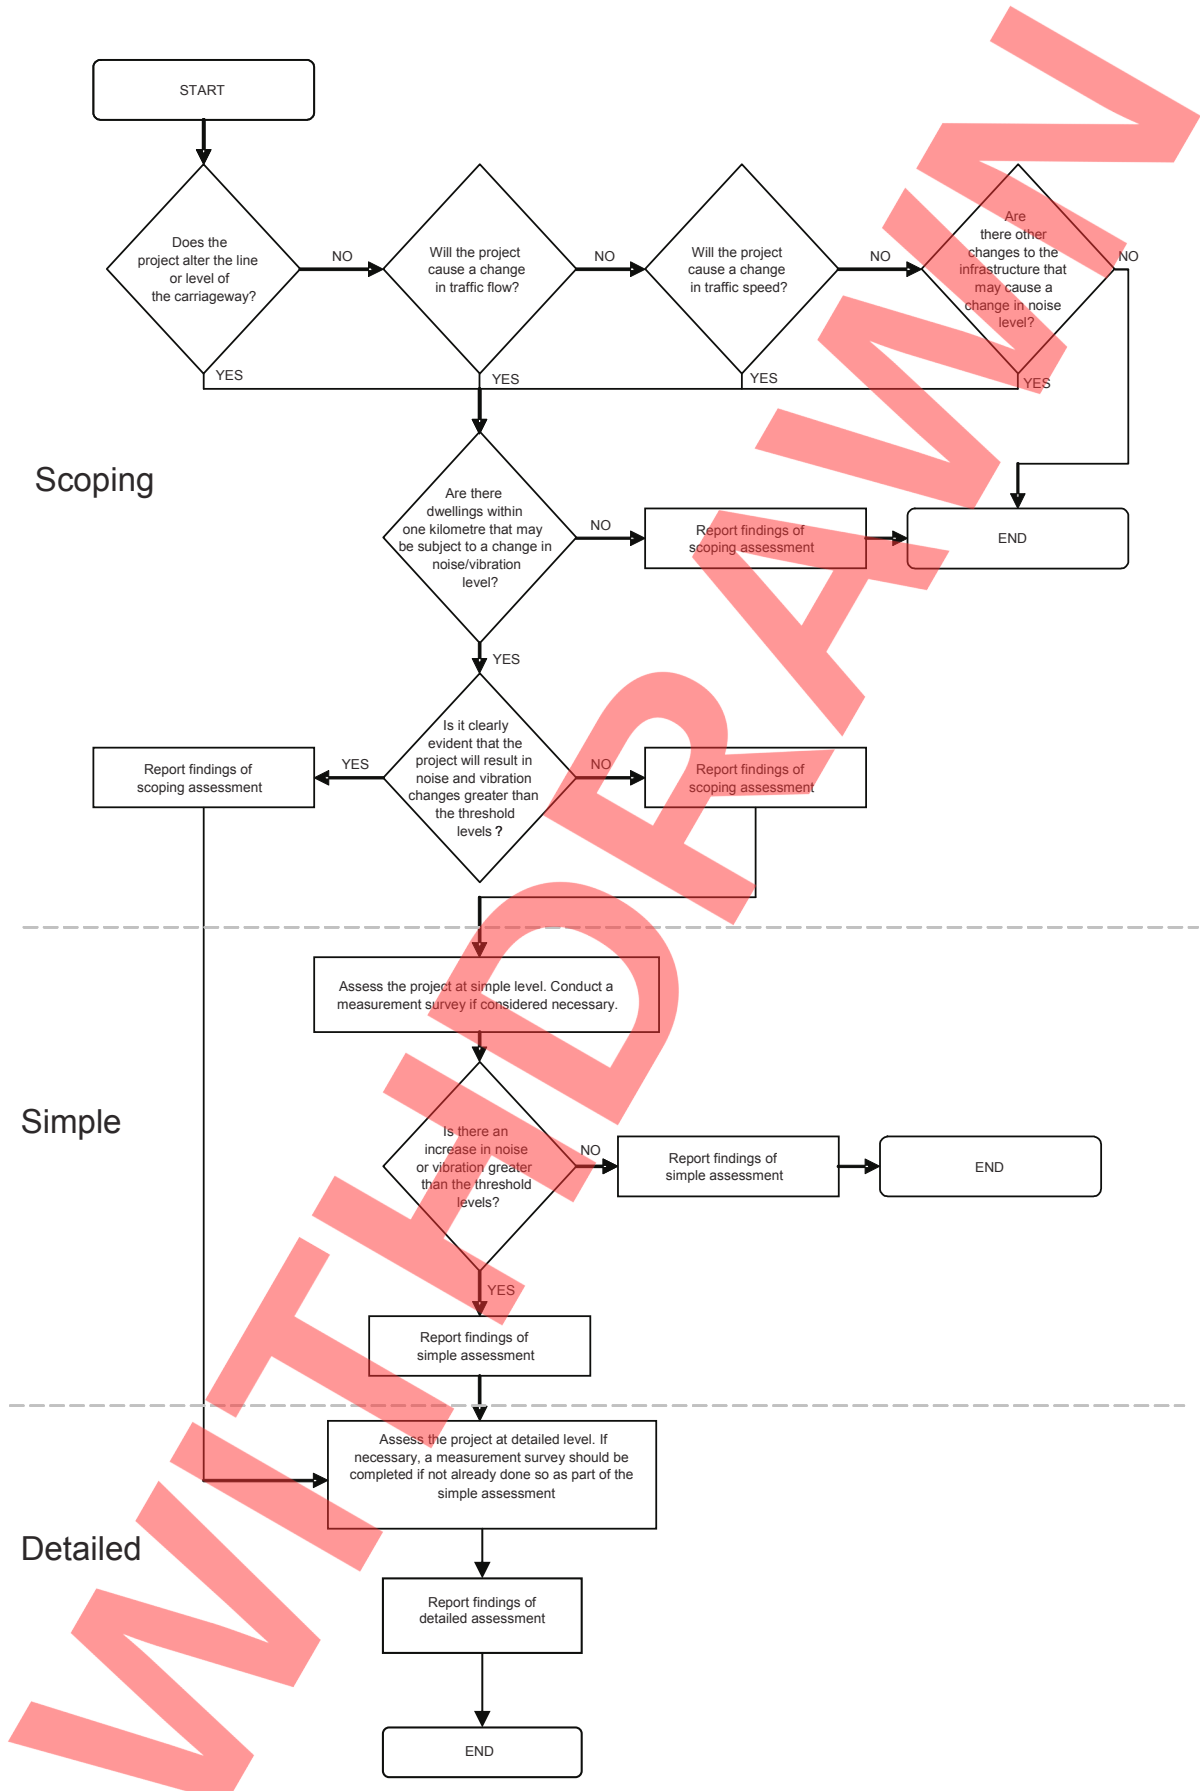 START
Does the
project alter the line
or level of
the carriageway?
NO
Will the project
cause a change
in traffic flow?
NO
Will the project
cause a change
in traffic speed?
NO
Are
there other
changes to the
infrastructure that
may cause a
change in noise
level?
NO
YES
YES
YES
YES
Scoping
Are there
dwellings within
one kilometre that may
be subject to a change in
noise/vibration
level?
NO
Report findings of
scoping assessment
END
YES
Is it clearly
evident that the
project will result in
noise and vibration
changes greater than
the threshold
levels ?
YES
Report findings of
scoping assessment
NO
Report findings of
scoping assessment
Assess the project at simple level. Conduct a
measurement survey if considered necessary.
Simple
Is there an
increase in noise
or vibration greater
than the threshold
levels?
NO
Report findings of
simple assessment
END
YES
Report findings of
simple assessment
Assess the project at detailed level. If
necessary, a measurement survey should be
completed if not already done so as part of the
simple assessment
Detailed
Report findings of
detailed assessment
END
WITHDRAWN